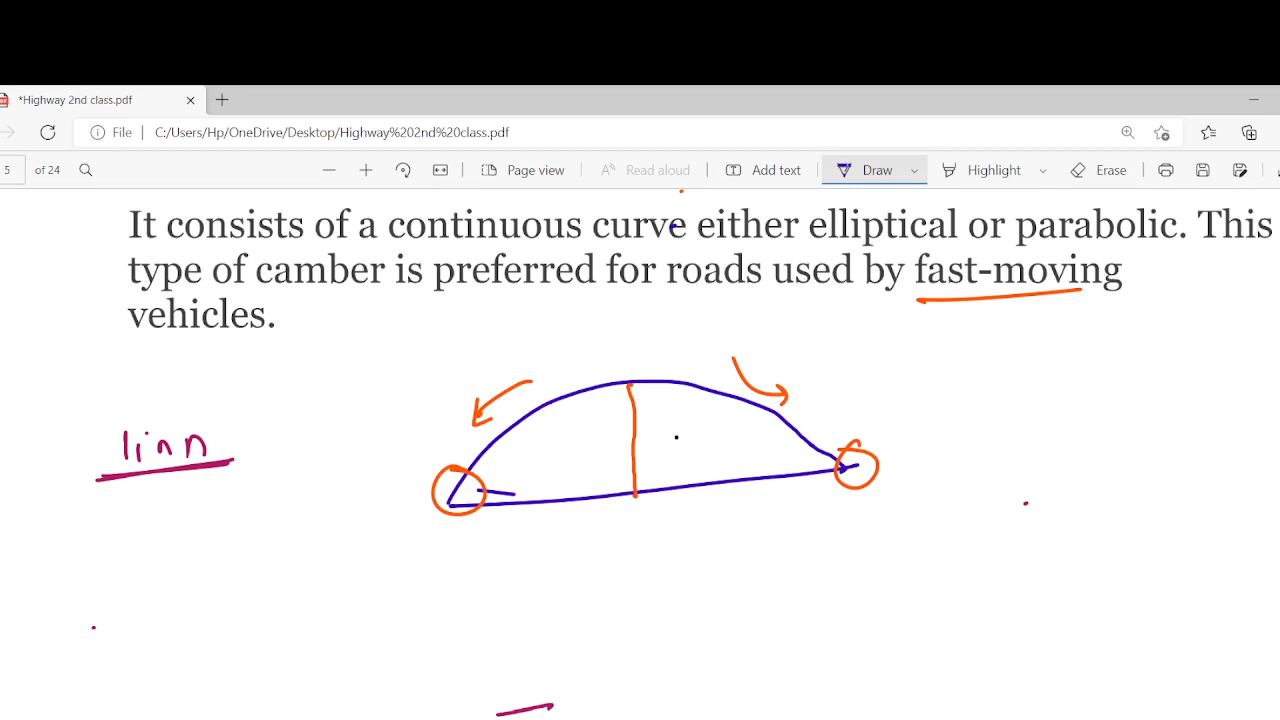 *Highway 2nd class.pdf
File C:/Users/Hp/OneDrive/Desktop/Highway%202nd%20class.pdf
5 of 24 Page view Read aloud Add text Draw Highlight Erase
It consists of a continuous curve either elliptical or parabolic. This
type of camber is preferred for roads used by fast-moving
vehicles.
1 in n